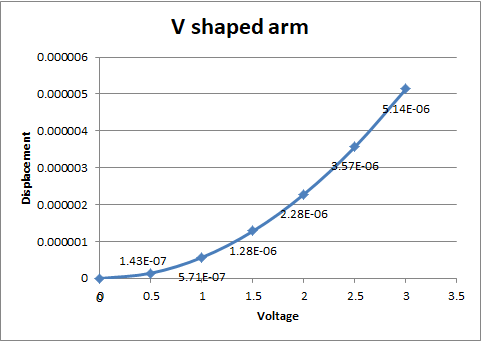 V shaped arm
0.000006
0.000005
0.000004
0.000003
0.000002
0.000001
0
Displacement
5.14E-06
3.57E-06
2.28E-06
1.28E-06
1.43E-07
5.71E-07
0
0 0.5 1 1.5 2 2.5 3 3.5
Voltage